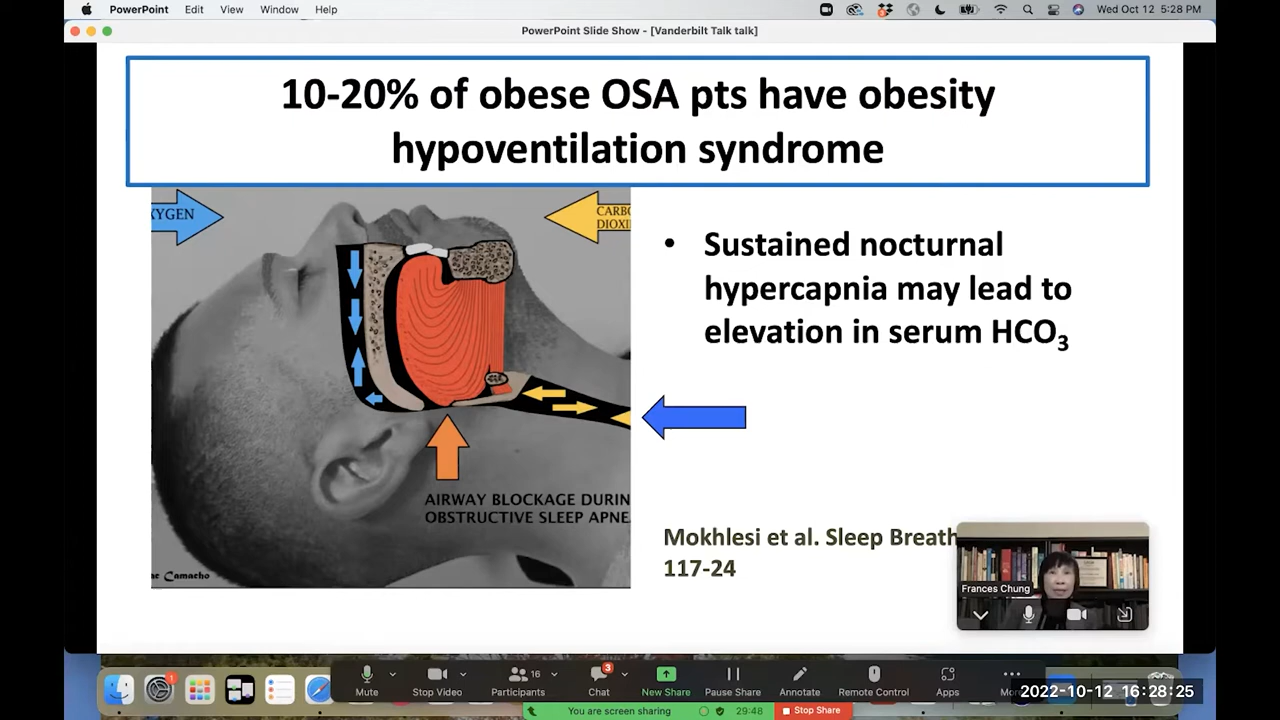 PowerPoint Edit View Window Help Wed Oct 12 5:28 PM
PowerPoint Slide Show - [Vanderbilt Talk talk]
10-20% of obese OSA pts have obesity
hypoventilation syndrome
XYGEN
CARBO
DIOXI
• Sustained nocturnal
hypercapnia may lead to
elevation in serum HCO3
AIRWAY BLOCKAGE DURIN
OBSTRUCTIVE SLEEP APNE
Camacho
Mokhlesi et al. Sleep Breath
117-24
Frances Chung
1
16
3
Mute
Stop Video
Participants
Chat
New Share
Pause Share
Annotate
Remote Control
Apps
2022-10-12 16:28:25
You are screen sharing
29:48
Stop Share